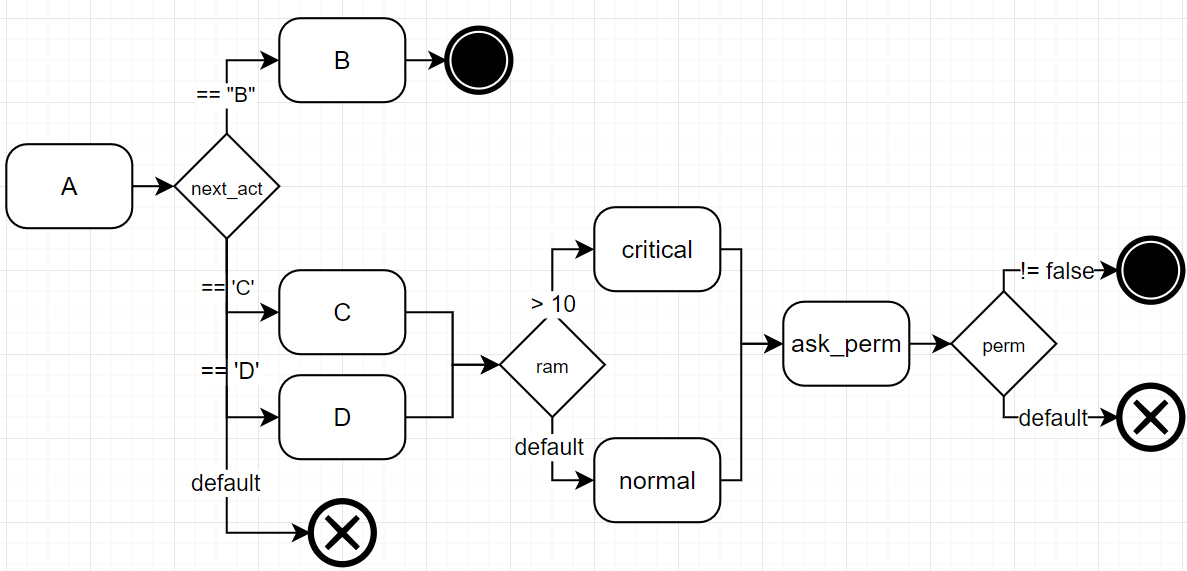 B
== "B"
A
next_act
== 'C'
C
== 'D'
D
default
> 10
ram
default
critical
normal
ask_perm
perm
!= false
default